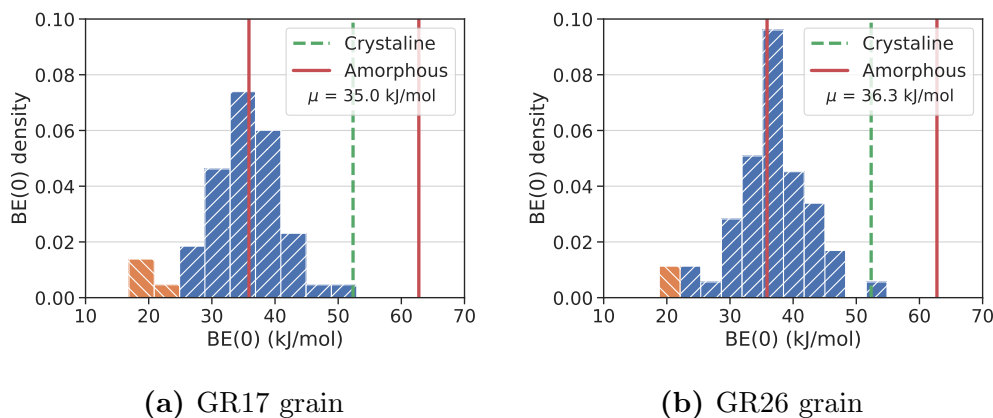 0.10
0.08
0.06
0.04
0.02
0.00
BE(0) density
Crystaline
Amorphous
μ = 35.0 kJ/mol
10 20 30 40 50 60 70
BE(0) (kJ/mol)
(a) GR17 grain
0.10
0.08
0.06
0.04
0.02
0.00
BE(0) density
Crystaline
Amorphous
μ = 36.3 kJ/mol
10 20 30 40 50 60 70
BE(0) (kJ/mol)
(b) GR26 grain